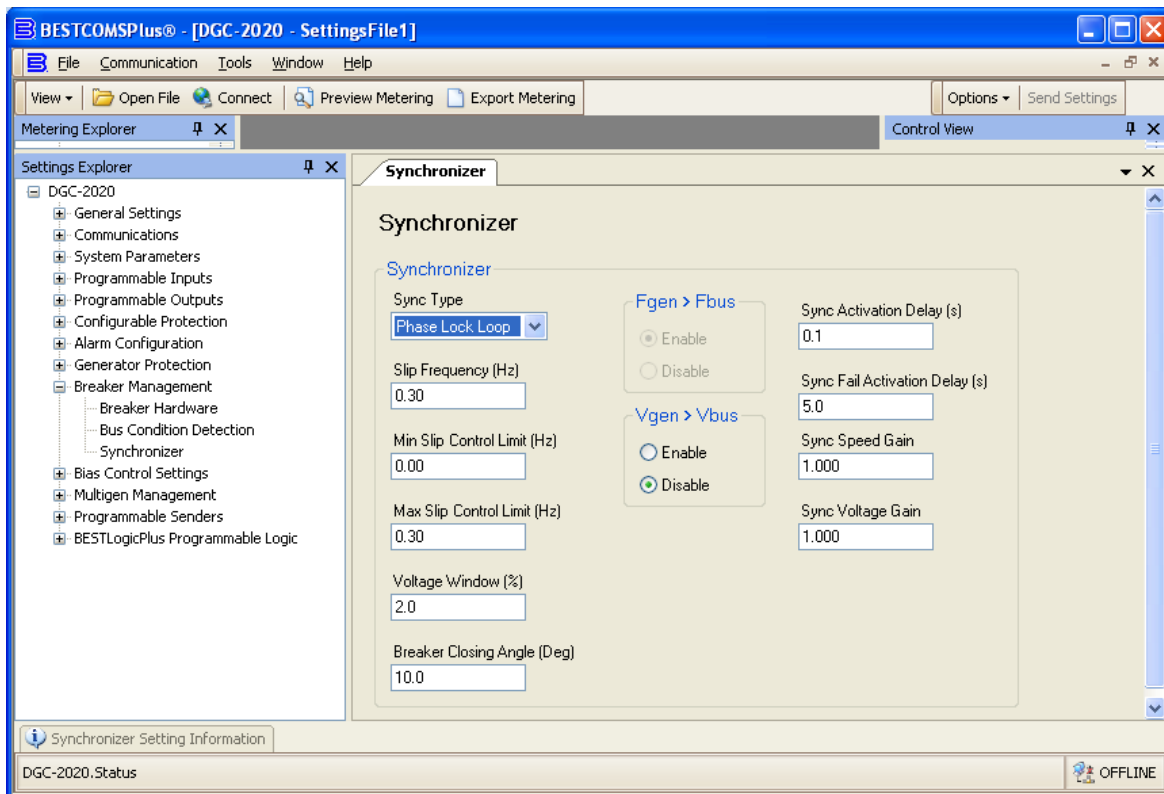 BESTCOMSPlus® - [DGC-2020 - SettingsFile1]
File Communication Tools Window Help
View Open File Connect Preview Metering Export Metering Options Send Settings
Metering Explorer
Control View
Settings Explorer
DGC-2020
General Settings
Communications
System Parameters
Programmable Inputs
Programmable Outputs
Configurable Protection
Alarm Configuration
Generator Protection
Breaker Management
Breaker Hardware
Bus Condition Detection
Synchronizer
Bias Control Settings
Multigen Management
Programmable Senders
BESTLogicPlus Programmable Logic
Synchronizer
Synchronizer
Synchronizer
Sync Type
Phase Lock Loop
Slip Frequency (Hz)
0.30
Min Slip Control Limit (Hz)
0.00
Max Slip Control Limit (Hz)
0.30
Voltage Window (%)
2.0
Breaker Closing Angle (Deg)
10.0
Fgen > Fbus
Enable
Disable
Vgen > Vbus
Enable
Disable
Sync Activation Delay (s)
0.1
Sync Fail Activation Delay (s)
5.0
Sync Speed Gain
1.000
Sync Voltage Gain
1.000
Synchronizer Setting Information
DGC-2020.Status
OFFLINE